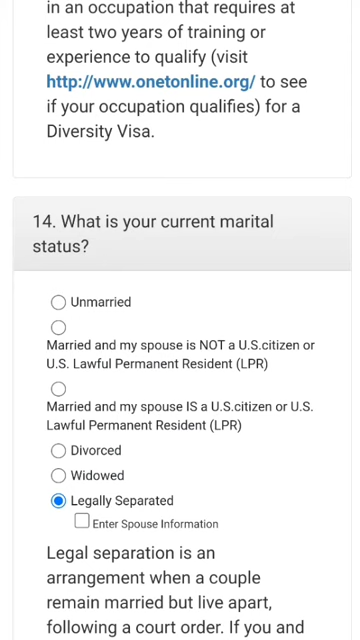 in an occupation that requires at
least two years of training or
experience to qualify (visit
http://www.onetonline.org/ to see
if your occupation qualifies) for a
Diversity Visa.
14. What is your current marital
status?
Unmarried
Married and my spouse is NOT a U.S.citizen or
U.S. Lawful Permanent Resident (LPR)
Married and my spouse IS a U.S.citizen or U.S.
Lawful Permanent Resident (LPR)
Divorced
Widowed
Legally Separated
Enter Spouse Information
Legal separation is an
arrangement when a couple
remain married but live apart,
following a court order. If you and